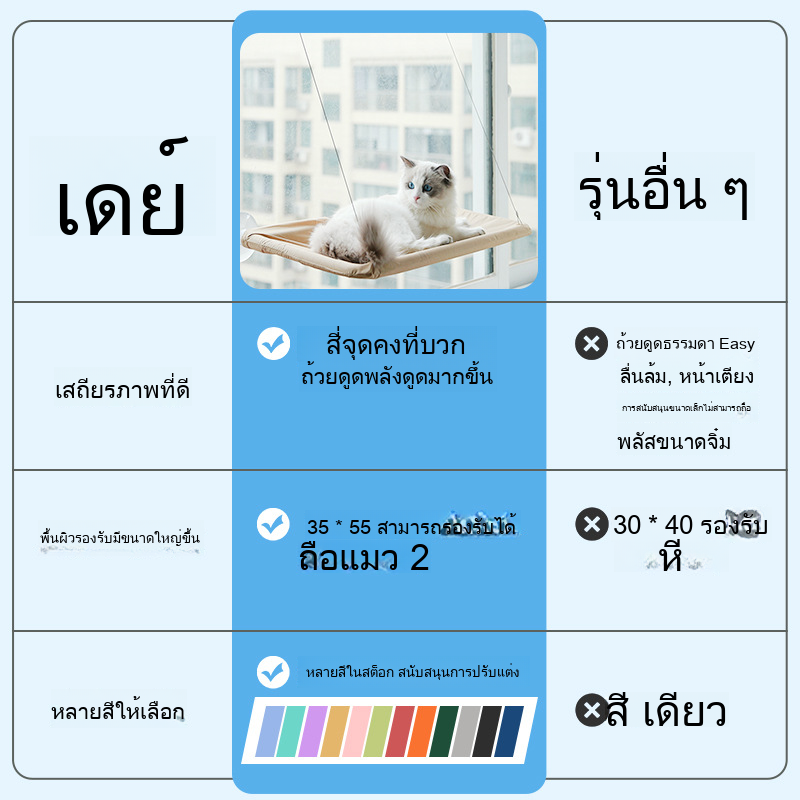 เดย์
รุ่นอื่น ๆ
เสถียรภาพที่ดี
สี่จุดคงที่บวก
ถ้วยดูดพลังดูดมากขึ้น
ถ้วยดูดธรรมดา Easy
ลื่นล้ม, หน้าเตียง
การสนับสนุนขนาดเล็กไม่สามารถถือ
พลัสขนาดจิ๋ม
พื้นผิวรองรับมีขนาดใหญ่ขึ้น
35 * 55 สามารถรองรับได้
ถือแมว 2
30 * 40 รองรับ
หี
หลายสีให้เลือก
หลายสีในสต็อก สนับสนุนการปรับแต่ง
สี เดียว